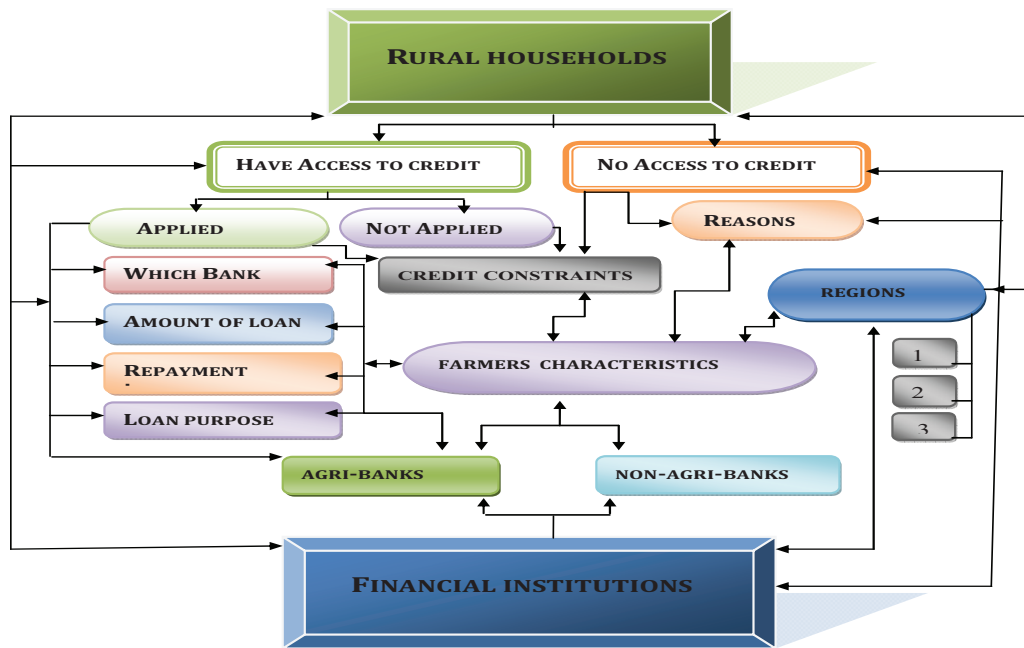 RURAL HOUSEHOLDS
HAVE ACCESS TO CREDIT
NO ACCESS TO CREDIT
APPLIED
NOT APPLIED
REASONS
WHICH BANK
CREDIT CONSTRAINTS
REGIONS
AMOUNT OF LOAN
1
REPAYMENT
FARMERS CHARACTERISTICS
2
LOAN PURPOSE
3
AGRI-BANKS
NON-AGRI-BANKS
FINANCIAL INSTITUTIONS